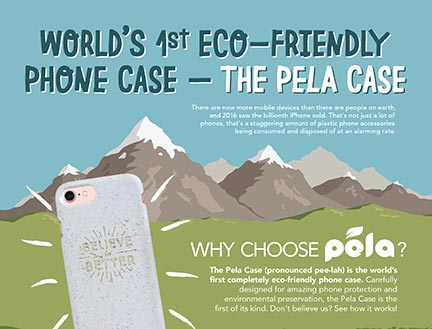 WORLD'S 1st ECO-FRIENDLY
PHONE CASE — THE PELA CASE
There are now more mobile devices than there are people on earth,
and 2016 saw the billionth iPhone sold. That's not just a lot of
phones, that's a staggering amount of plastic phone accessories
being consumed and disposed of at an alarming rate.
BELIEVE
IN
BETTER
WHY CHOOSE pela?
The Pela Case (pronounced pee-lah) is the world's
first completely eco-friendly phone case. Carefully
designed for amazing phone protection and
environmental preservation, the Pela Case is the
first of its kind. Don't believe us? See how it works!